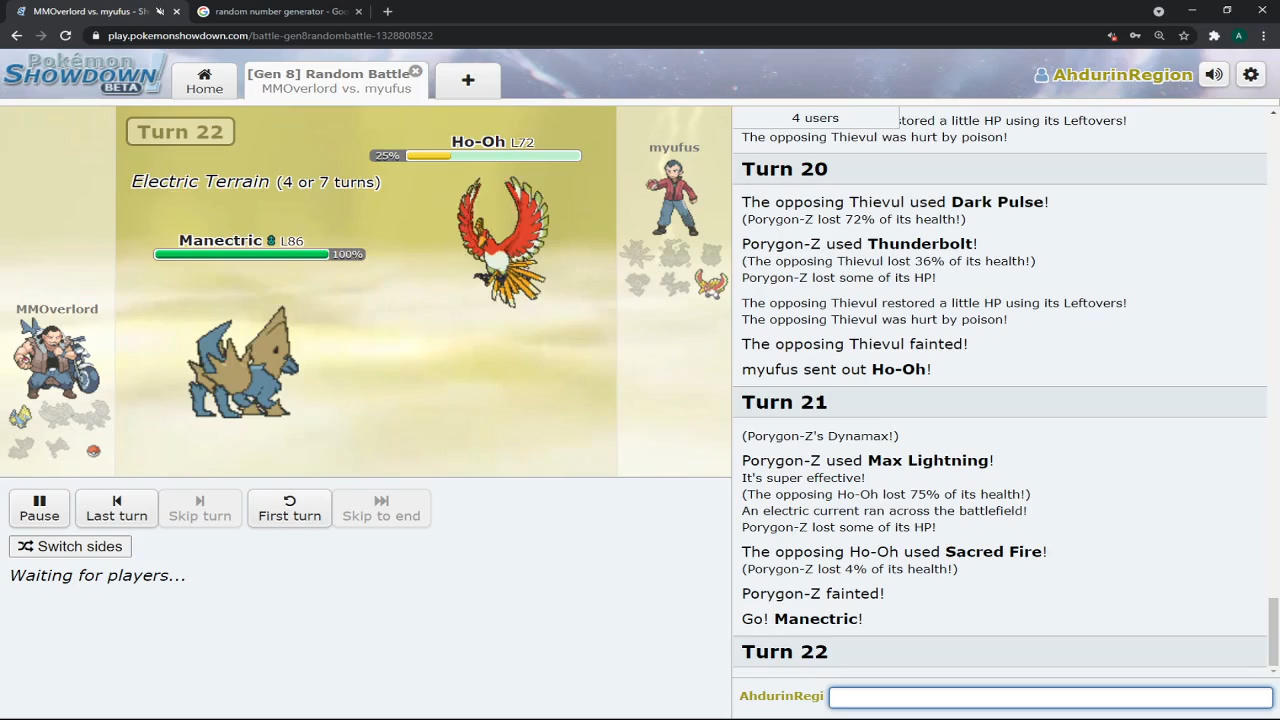 MMOverlord vs. myufus - Sh
random number generator - Goo
play.pokemonshowdown.com/battle-gen8randombattle-1328808522
A
Pokémon
SHOWDOWN!
BETA
Home
[Gen 8] Random Battle
MMOverlord vs. myufus
AhdurinRegion
Turn 22
Ho-Oh L72
25%
Electric Terrain (4 or 7 turns)
Manectric L86
100%
myufus
MMOverlord
Pause
Last turn
Skip turn
First turn
Skip to end
Switch sides
Waiting for players...
4 users
stored a little HP using its Leftovers!
The opposing Thievul was hurt by poison!
Turn 20
The opposing Thievul used Dark Pulse!
(Porygon-Z lost 72% of its health!)
Porygon-Z used Thunderbolt!
(The opposing Thievul lost 36% of its health!)
Porygon-Z lost some of its HP!
The opposing Thievul restored a little HP using its Leftovers!
The opposing Thievul was hurt by poison!
The opposing Thievul fainted!
myufus sent out Ho-Oh!
Turn 21
(Porygon-Z's Dynamax!)
Porygon-Z used Max Lightning!
It's super effective!
(The opposing Ho-Oh lost 75% of its health!)
An electric current ran across the battlefield!
Porygon-Z lost some of its HP!
The opposing Ho-Oh used Sacred Fire!
(Porygon-Z lost 4% of its health!)
Porygon-Z fainted!
Go! Manectric!
Turn 22
AhdurinRegi